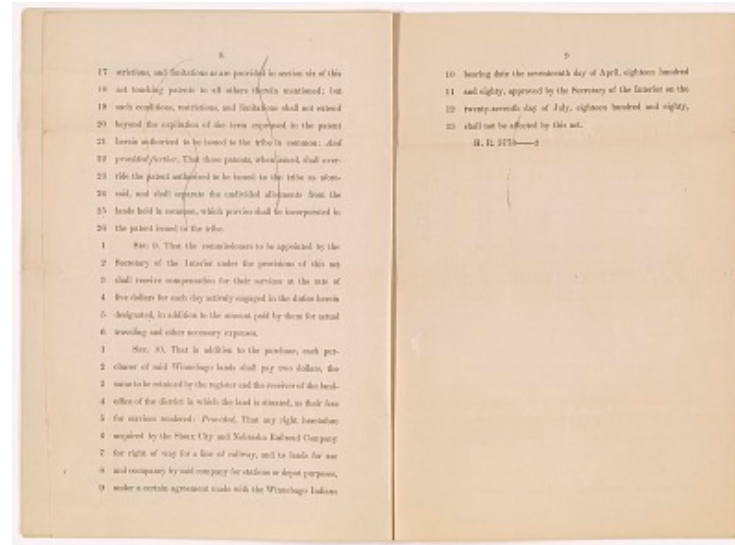 8
17 strictions, and limitations as are provided in section six of this
18 act touching patents to all others therein mentioned; but
19 such conditions, restrictions, and limitations shall not extend
20 beyond the expiration of the term expressed in the patent
21 herein authorized to be issued to the tribe in common: And
22 provided further, That these patents, when issued, shall over-
23 ride the patent authorized to be issued to the tribe as afore-
24 said, and shall separate the undivided allotments from the
25 lands held in common, which proviso shall be incorporated in
26 the patent issued to the tribe.
1 SEC. 9. That the commissioners to be appointed by the
2 Secretary of the Interior under the provisions of this act
3 shall receive compensation for their services at the rate of
4 five dollars for each day actively engaged in the duties herein
5 designated, in addition to the amount paid by them for actual
6 traveling and other necessary expenses.
1 SEC. 10. That in addition to the purchase, each pur-
2 chaser of said Winnebago lands shall pay two dollars, the
3 same to be retained by the register and the receiver of the land-
4 office of the district in which the land is situated, as their fees
5 for services rendered: Provided, That any right heretofore
6 acquired by the Sioux City and Nebraska Railroad Company
7 for right of way for a line of railway, and to lands for use
8 and occupancy by said company for stations or depot purposes,
9 under a certain agreement made with the Winnebago Indians
9
10 bearing date the seventeenth day of April, eighteen hundred
11 and eighty, approved by the Secretary of the Interior on the
12 twenty-seventh day of July, eighteen hundred and eighty,
13 shall not be affected by this act.
H. R.